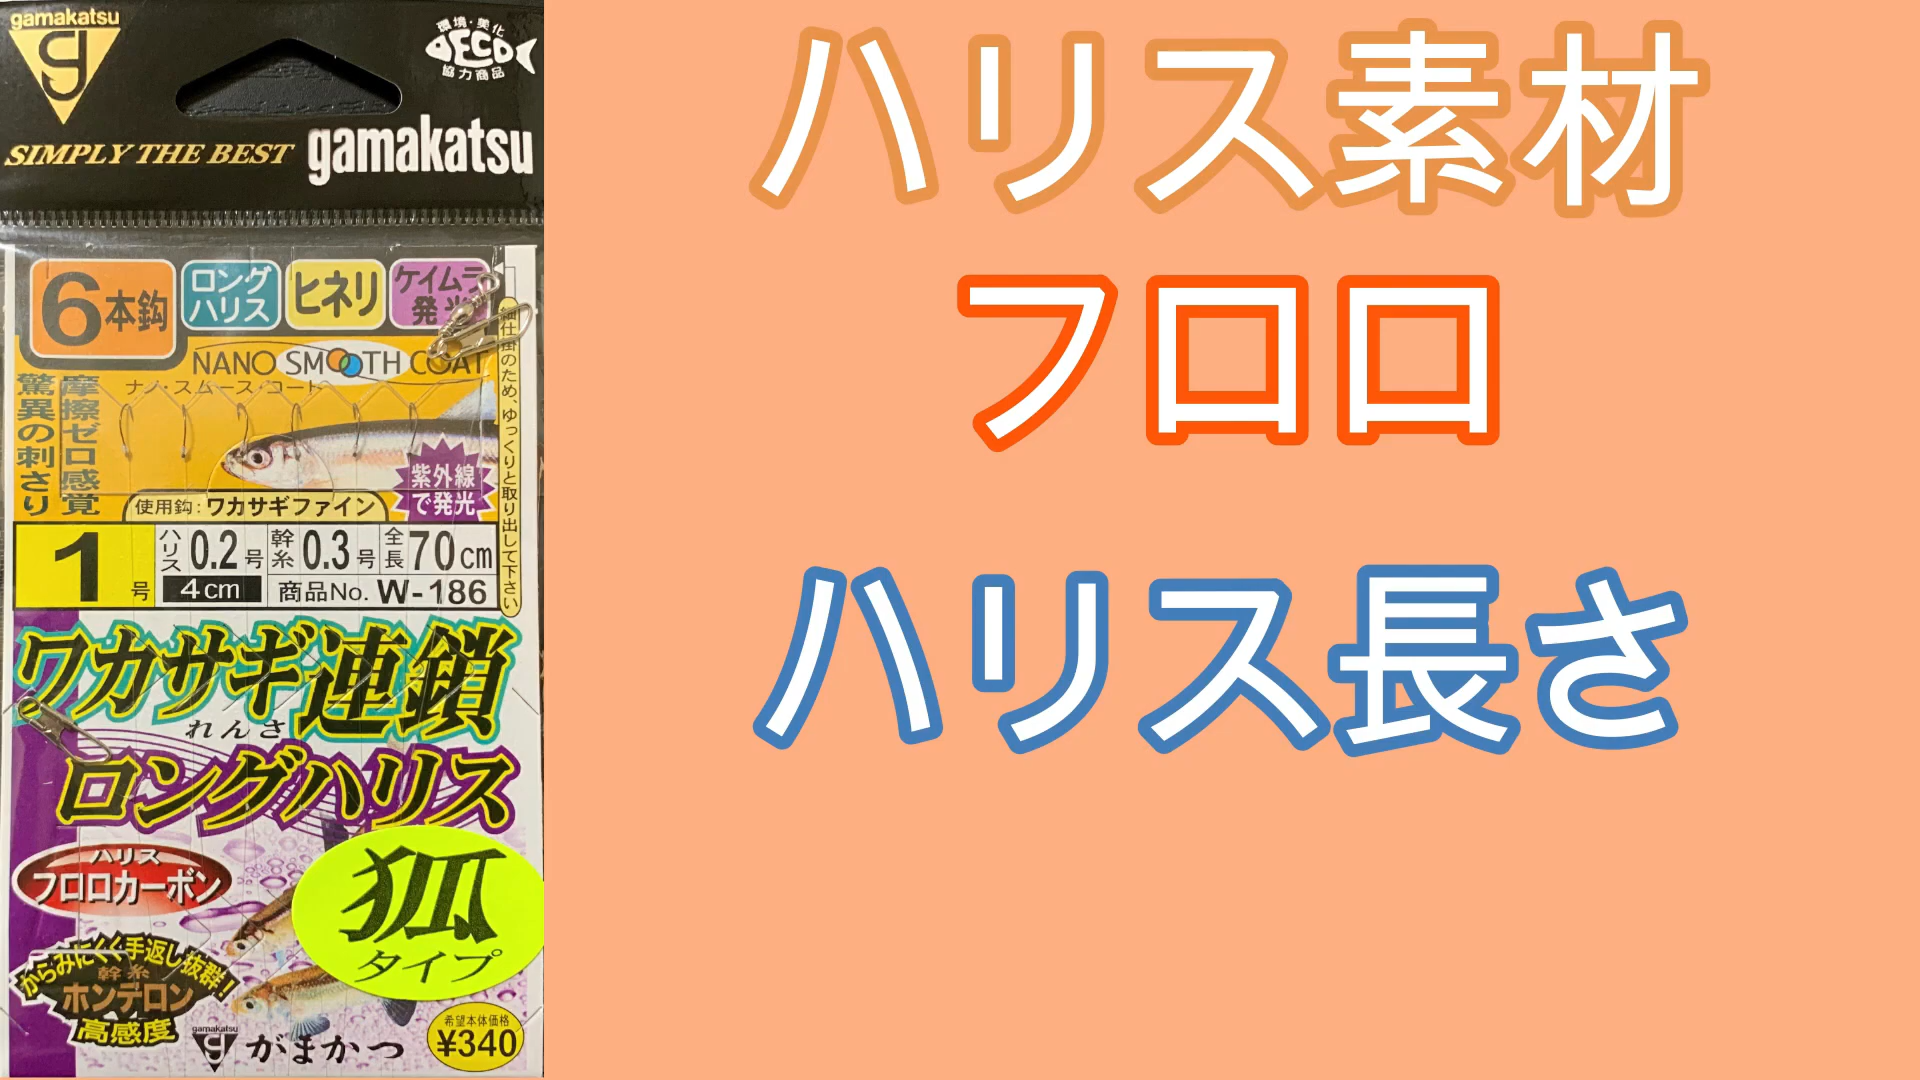 gamakatsu
環境・美化
ECO
協力商品
SIMPLY THE BEST
gamakatsu
6本鈎
ロングハリス
ヒネリ
ケイムラ発光
NANO SMOOTH COAT
ナノ・スムース・コート
摩擦ゼロ感覚
驚異の刺さり
紫外線
で発光
使用鈎:ワカサギファイン
細仕掛のため、ゆっくりと取り出して下さい
1号
ハリス 0.2号
4cm
幹糸 0.3号
全長 70cm
商品No. W-186
ワカサギ連鎖
れんさ
ロングハリス
ハリス
フロロカーボン
狐
タイプ
からみにくく手返し抜群!
幹糸
ホンデロン
高感度
gamakatsu
がまかつ
希望本体価格
¥340
ハリス素材
フロロ
ハリス長さ